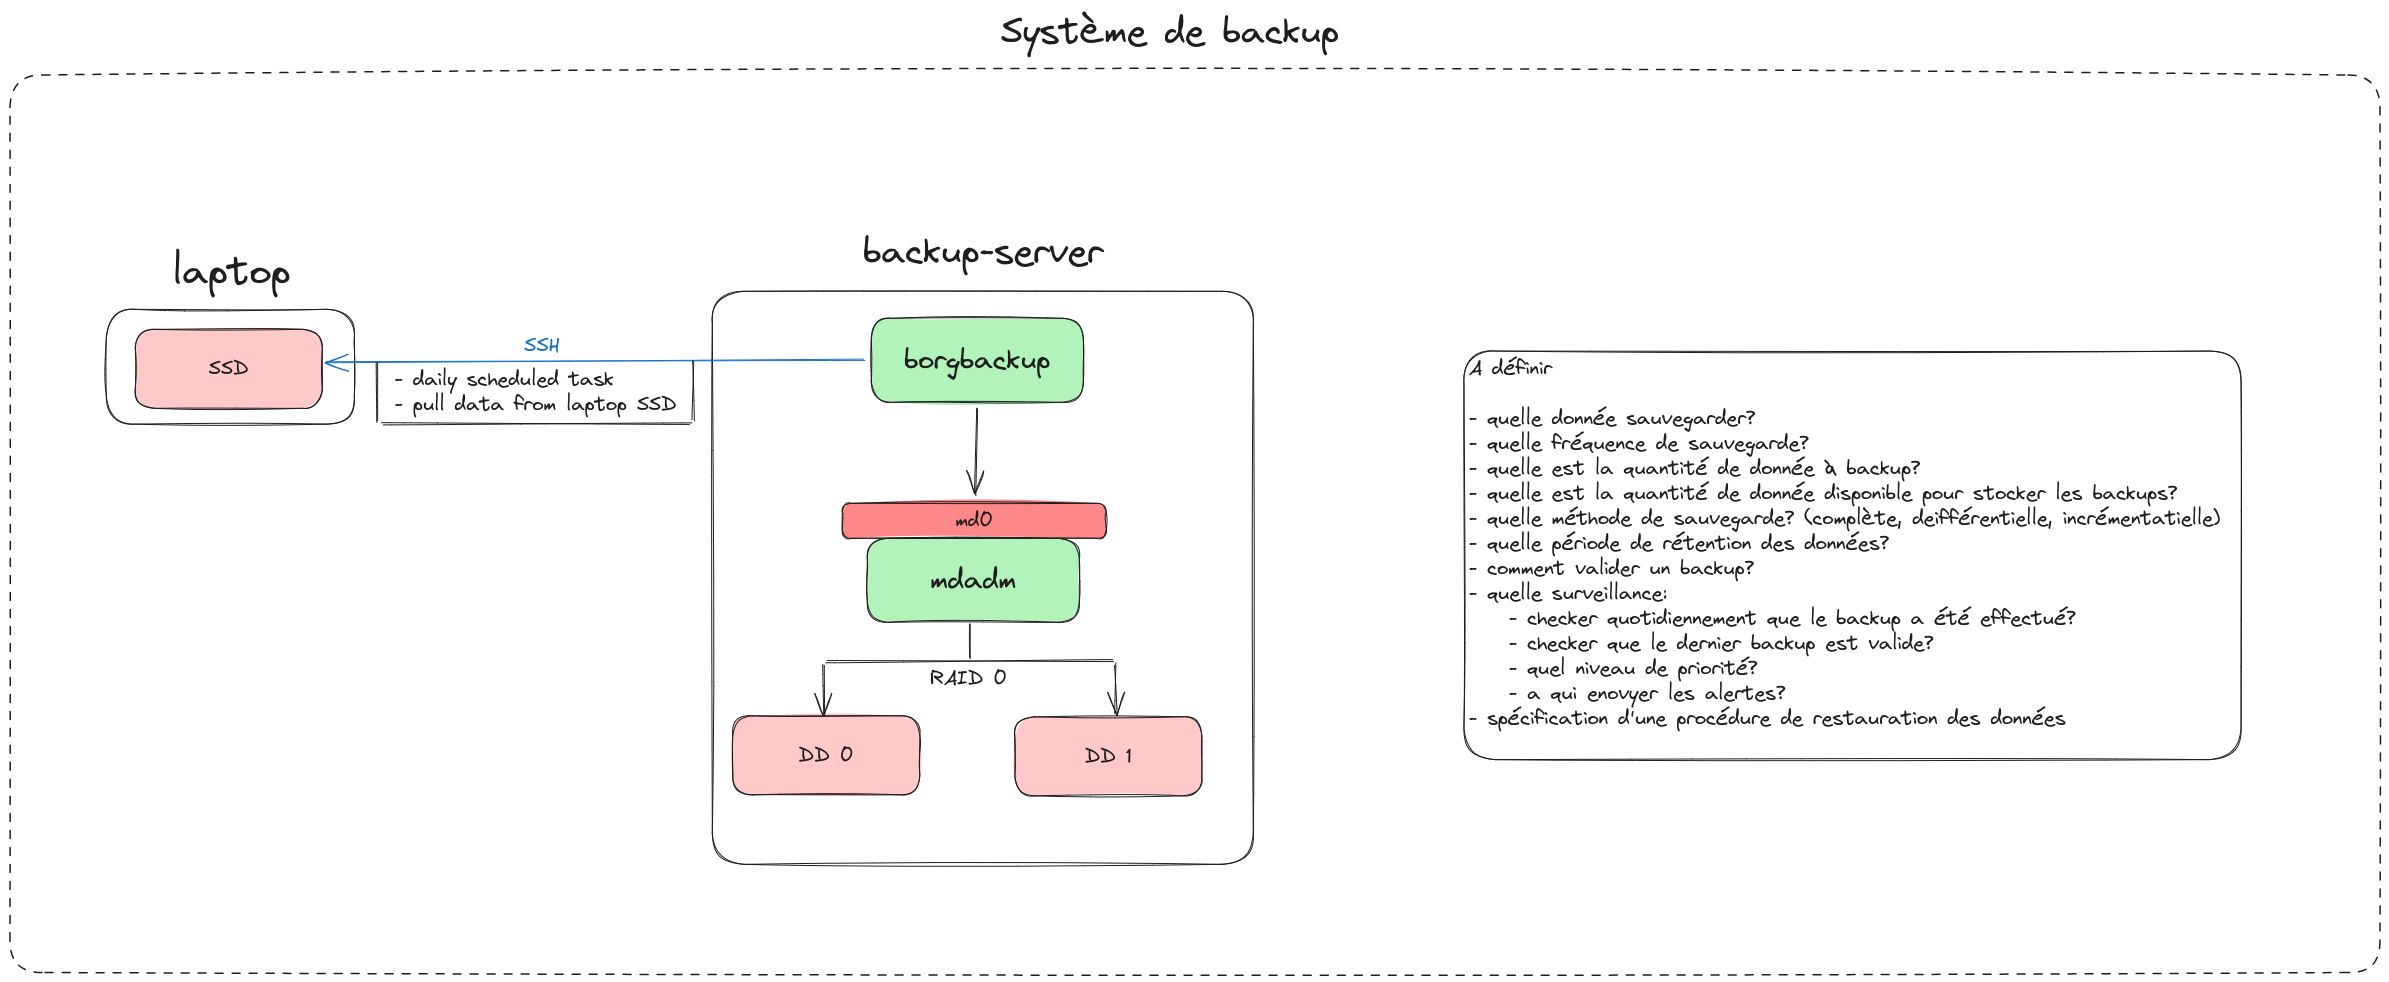 Système de backup
laptop
SSD
SSH
- daily scheduled task
- pull data from laptop SSD
backup-server
borgbackup
md0
mdadm
RAID 0
DD 0
DD 1
A définir
- quelle donnée sauvegarder?
- quelle fréquence de sauvegarde?
- quelle est la quantité de donnée à backup?
- quelle est la quantité de donnée disponible pour stocker les backups?
- quelle méthode de sauvegarde? (complète, deifférentielle, incrémentatielle)
- quelle période de rétention des données?
- comment valider un backup?
- quelle surveillance:
- checker quotidiennement que le backup a été effectué?
- checker que le dernier backup est valide?
- quel niveau de priorité?
- a qui enovyer les alertes?
- spécification d'une procédure de restauration des données